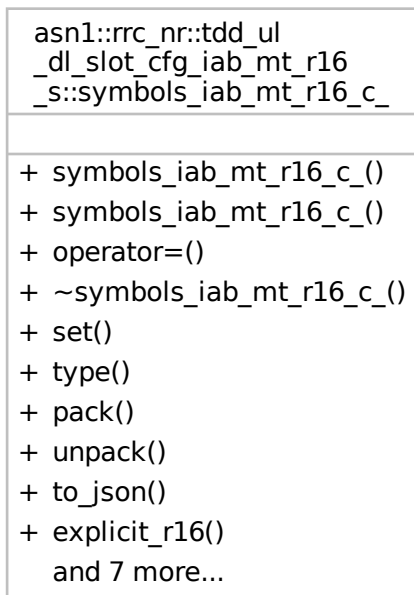 asn1::rrc_nr::tdd_ul
_dl_slot_cfg_iab_mt_r16
_s::symbols_iab_mt_r16_c_
+ symbols_iab_mt_r16_c_()
+ symbols_iab_mt_r16_c_()
+ operator=()
+ ~symbols_iab_mt_r16_c_()
+ set()
+ type()
+ pack()
+ unpack()
+ to_json()
+ explicit_r16()
and 7 more...